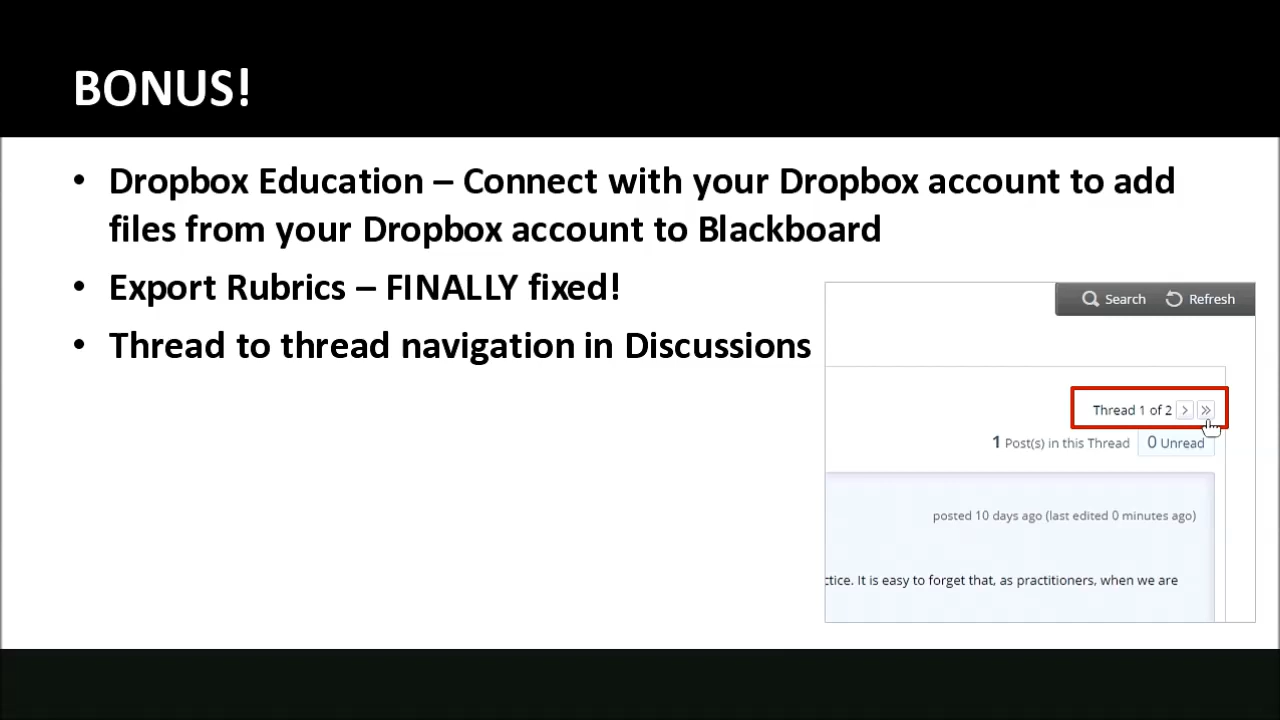 BONUS!
• Dropbox Education – Connect with your Dropbox account to add
files from your Dropbox account to Blackboard
• Export Rubrics – FINALLY fixed!
• Thread to thread navigation in Discussions
Search Refresh
Thread 1 of 2 > »
1 Post(s) in this Thread 0 Unread
posted 10 days ago (last edited 0 minutes ago)
ctice. It is easy to forget that, as practitioners, when we are